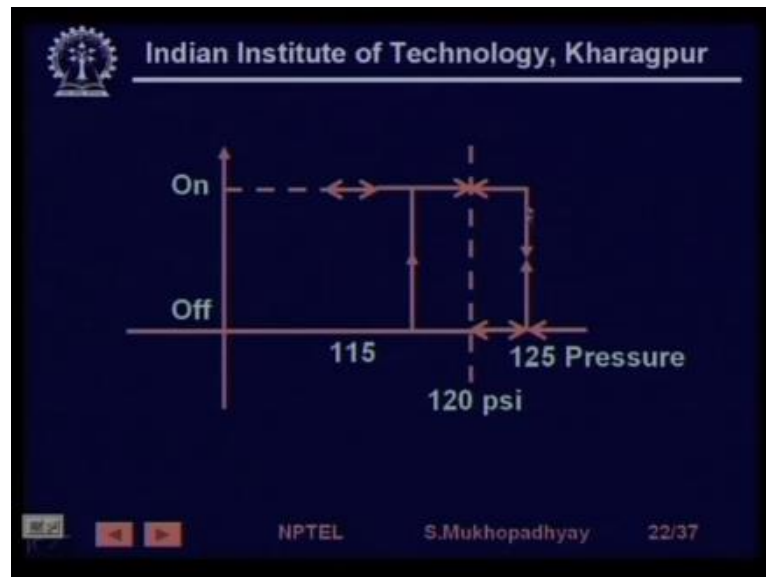 Indian Institute of Technology, Kharagpur
On
Off
115
125 Pressure
120 psi
NPTEL S.Mukhopadhyay 22/37